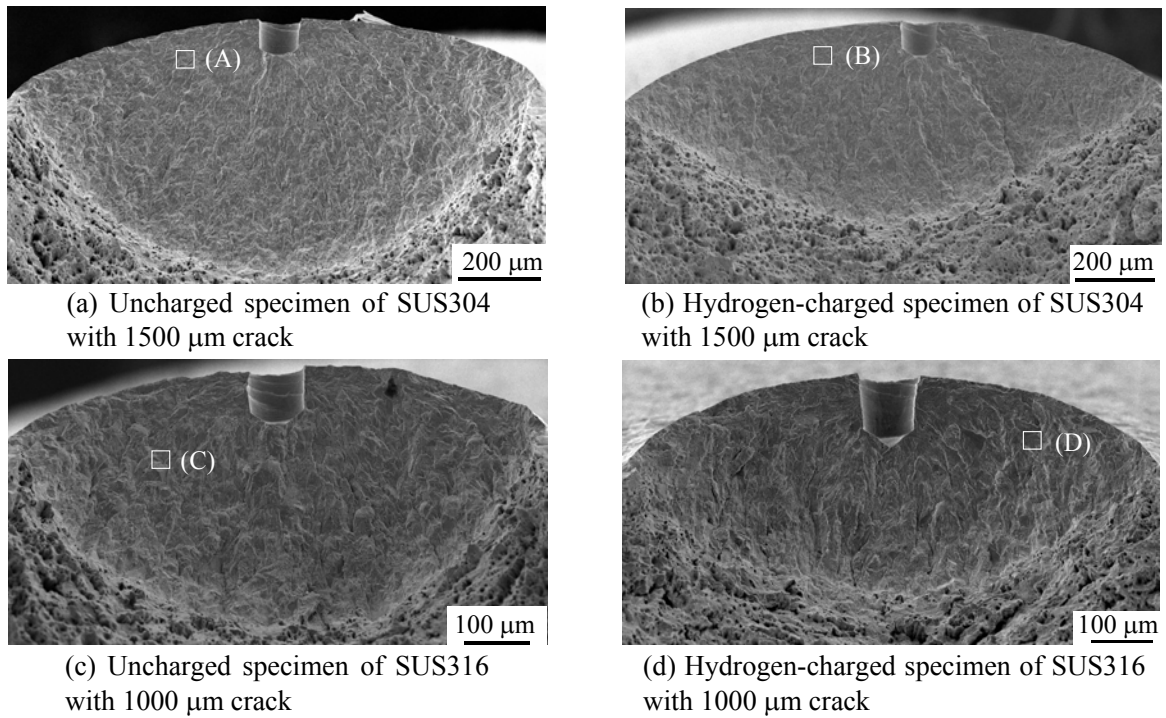 (A)
200 μm
(a) Uncharged specimen of SUS304
with 1500 μm crack
(B)
200 μm
(b) Hydrogen-charged specimen of SUS304
with 1500 μm crack
(C)
100 μm
(c) Uncharged specimen of SUS316
with 1000 μm crack
(D)
100 μm
(d) Hydrogen-charged specimen of SUS316
with 1000 μm crack